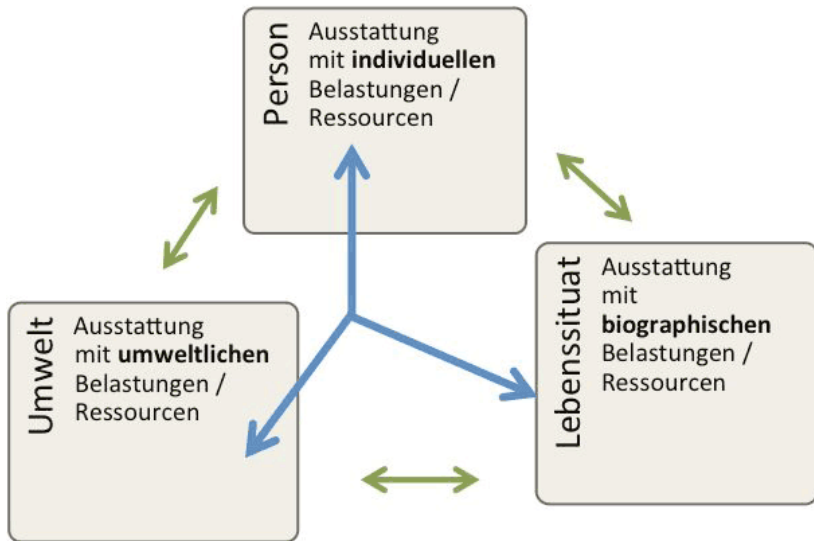 Person
Ausstattung
mit individuellen
Belastungen /
Ressourcen
Umwelt
Ausstattung
mit umweltlichen
Belastungen /
Ressourcen
Lebenssituat
Ausstattung
mit
biographischen
Belastungen /
Ressourcen